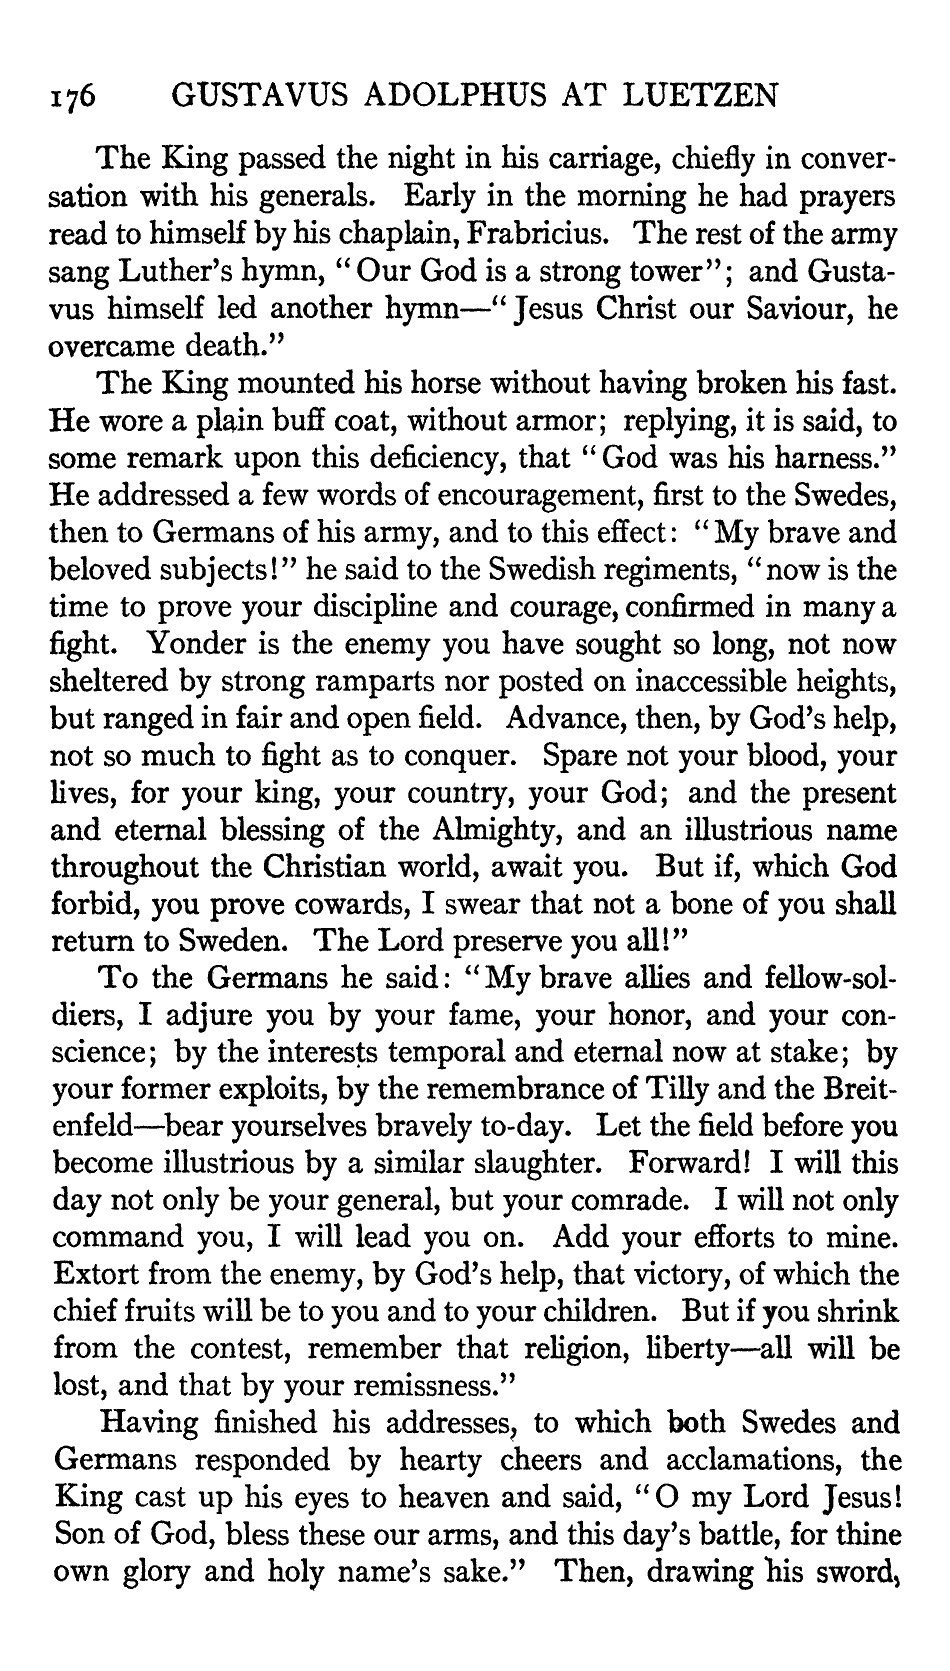 176 GUSTAVUS ADOLPHUS AT LUETZEN
The King passed the night in his carriage, chiefly in conver-
sation with his generals. Early in the morning he had prayers
read to himself by his chaplain, Frabricius. The rest of the army
sang Luther's hymn, "Our God is a strong tower"; and Gusta-
vus himself led another hymn—"Jesus Christ our Saviour, he
overcame death."
The King mounted his horse without having broken his fast.
He wore a plain buff coat, without armor; replying, it is said, to
some remark upon this deficiency, that "God was his harness."
He addressed a few words of encouragement, first to the Swedes,
then to Germans of his army, and to this effect: "My brave and
beloved subjects!" he said to the Swedish regiments, "now is the
time to prove your discipline and courage, confirmed in many a
fight. Yonder is the enemy you have sought so long, not now
sheltered by strong ramparts nor posted on inaccessible heights,
but ranged in fair and open field. Advance, then, by God's help,
not so much to fight as to conquer. Spare not your blood, your
lives, for your king, your country, your God; and the present
and eternal blessing of the Almighty, and an illustrious name
throughout the Christian world, await you. But if, which God
forbid, you prove cowards, I swear that not a bone of you shall
return to Sweden. The Lord preserve you all!"
To the Germans he said: "My brave allies and fellow-sol-
diers, I adjure you by your fame, your honor, and your con-
science; by the interests temporal and eternal now at stake; by
your former exploits, by the remembrance of Tilly and the Breit-
enfeld—bear yourselves bravely to-day. Let the field before you
become illustrious by a similar slaughter. Forward! I will this
day not only be your general, but your comrade. I will not only
command you, I will lead you on. Add your efforts to mine.
Extort from the enemy, by God's help, that victory, of which the
chief fruits will be to you and to your children. But if you shrink
from the contest, remember that religion, liberty—all will be
lost, and that by your remissness."
Having finished his addresses, to which both Swedes and
Germans responded by hearty cheers and acclamations, the
King cast up his eyes to heaven and said, "O my Lord Jesus!
Son of God, bless these our arms, and this day's battle, for thine
own glory and holy name's sake." Then, drawing his sword,